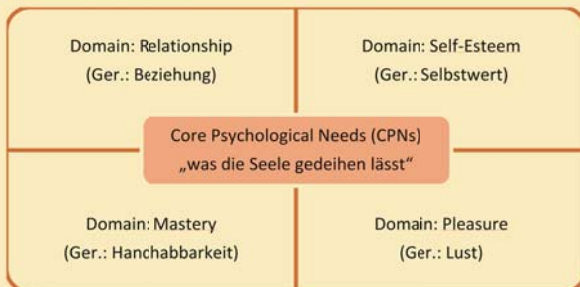 Domain: Relationship
(Ger.: Beziehung)
Domain: Self-Esteem
(Ger.: Selbstwert)
Core Psychological Needs (CPNs)
„was die Seele gedeihen lässt“
Domain: Mastery
(Ger.: Hanchabbarkeit)
Domain: Pleasure
(Ger.: Lust)